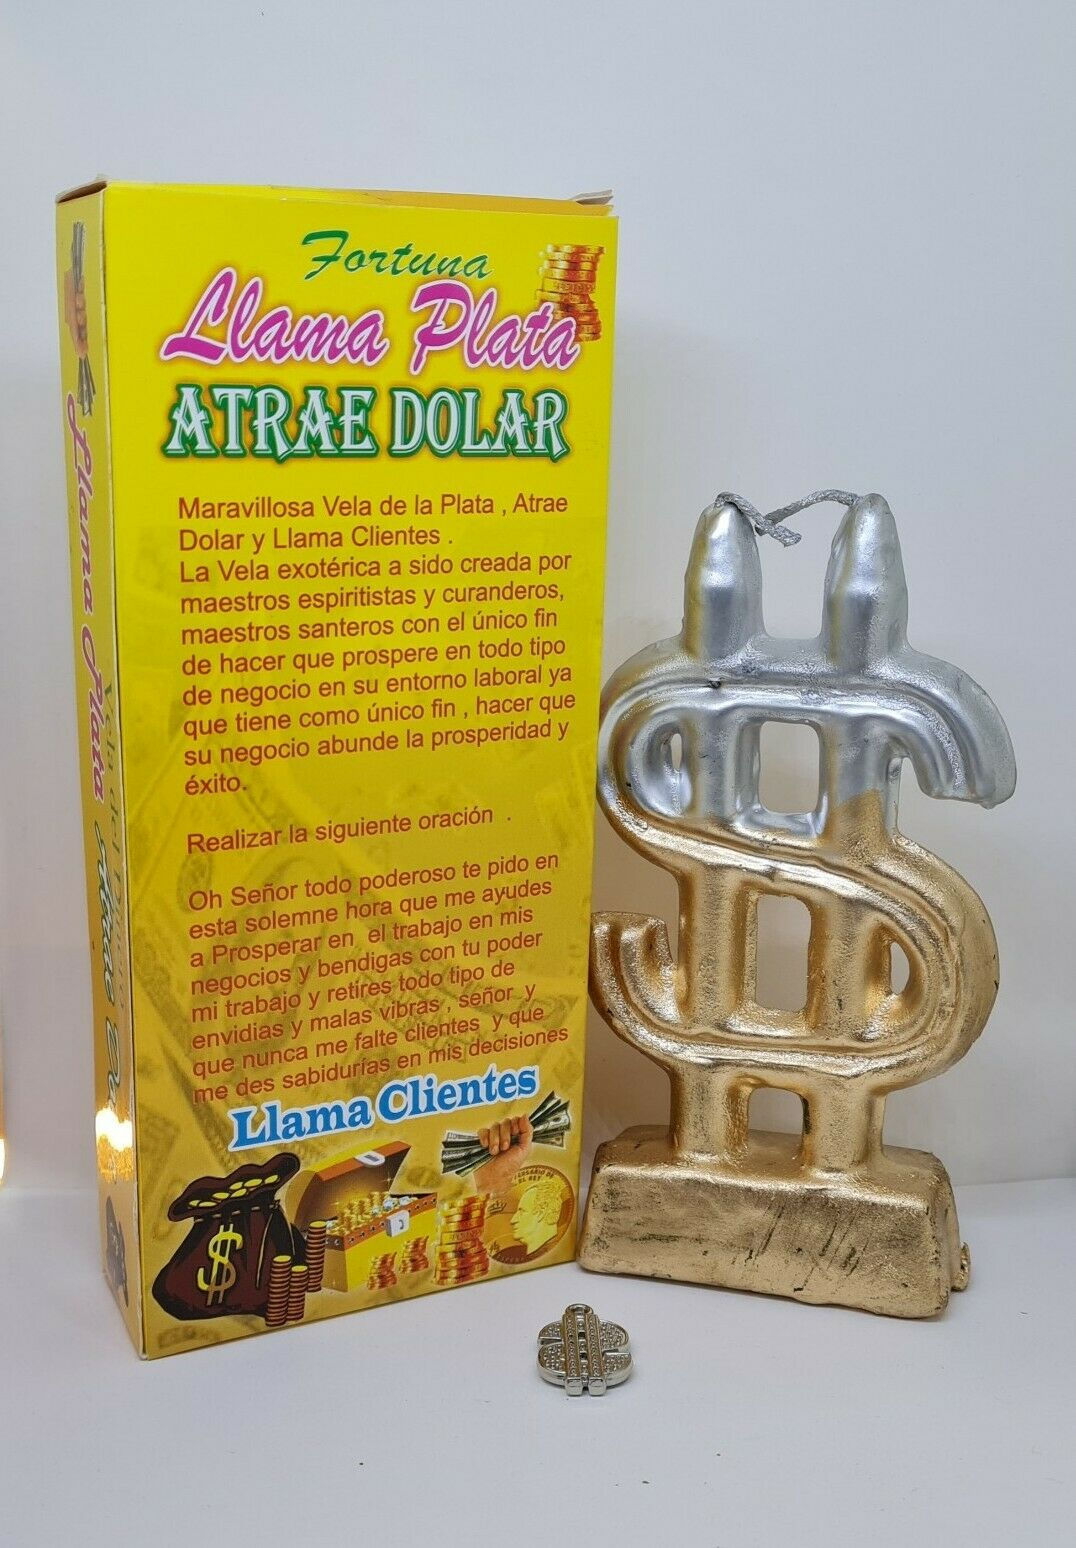 Fortuna
Llama Plata
ATRAE DOLAR
Maravillosa Vela de la Plata , Atrae
Dolar y Llama Clientes .
La Vela exotérica a sido creada por
maestros espiritistas y curanderos,
maestros santeros con el único fin
de hacer que prospere en todo tipo
de negocio en su entorno laboral ya
que tiene como único fin , hacer que
su negocio abunde la prosperidad y
éxito.
Realizar la siguiente oración .
Oh Señor todo poderoso te pido en
esta solemne hora que me ayudes
a Prosperar en el trabajo en mis
negocios y bendigas con tu poder
mi trabajo y retires todo tipo de
envidias y malas vibras , señor y
que nunca me falte clientes y que
me des sabidurías en mis decisiones
Llama Clientes
$
Llama Plata
Vela del
Atrae
$